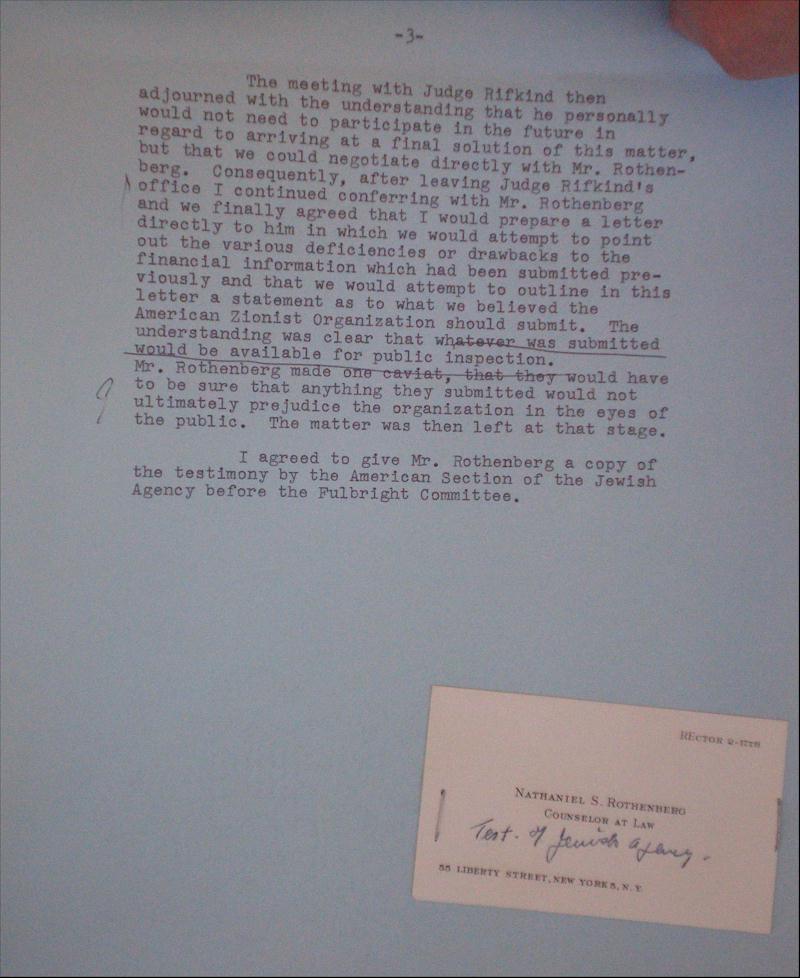 -3-
The meeting with Judge Rifkind then
adjourned with the understanding that he personally
would not need to participate in the future in
regard to arriving at a final solution of this matter,
but that we could negotiate directly with Mr. Rothen-
berg. Consequently, after leaving Judge Rifkind's
office I continued conferring with Mr. Rothenberg
and we finally agreed that I would prepare a letter
directly to him in which we would attempt to point
out the various deficiencies or drawbacks to the
financial information which had been submitted pre-
viously and that we would attempt to outline in this
letter a statement as to what we believed the
American Zionist Organization should submit. The
understanding was clear that whatever was submitted
would be available for public inspection.
Mr. Rothenberg made one caviat, that they would have
to be sure that anything they submitted would not
ultimately prejudice the organization in the eyes of
the public. The matter was then left at that stage.
I agreed to give Mr. Rothenberg a copy of
the testimony by the American Section of the Jewish
Agency before the Fulbright Committee.
RECTOR 2-1778
NATHANIEL S. ROTHENBERG
COUNSELOR AT LAW
Test. of Jewish Agency.
55 LIBERTY STREET, NEW YORK 5, N. Y.